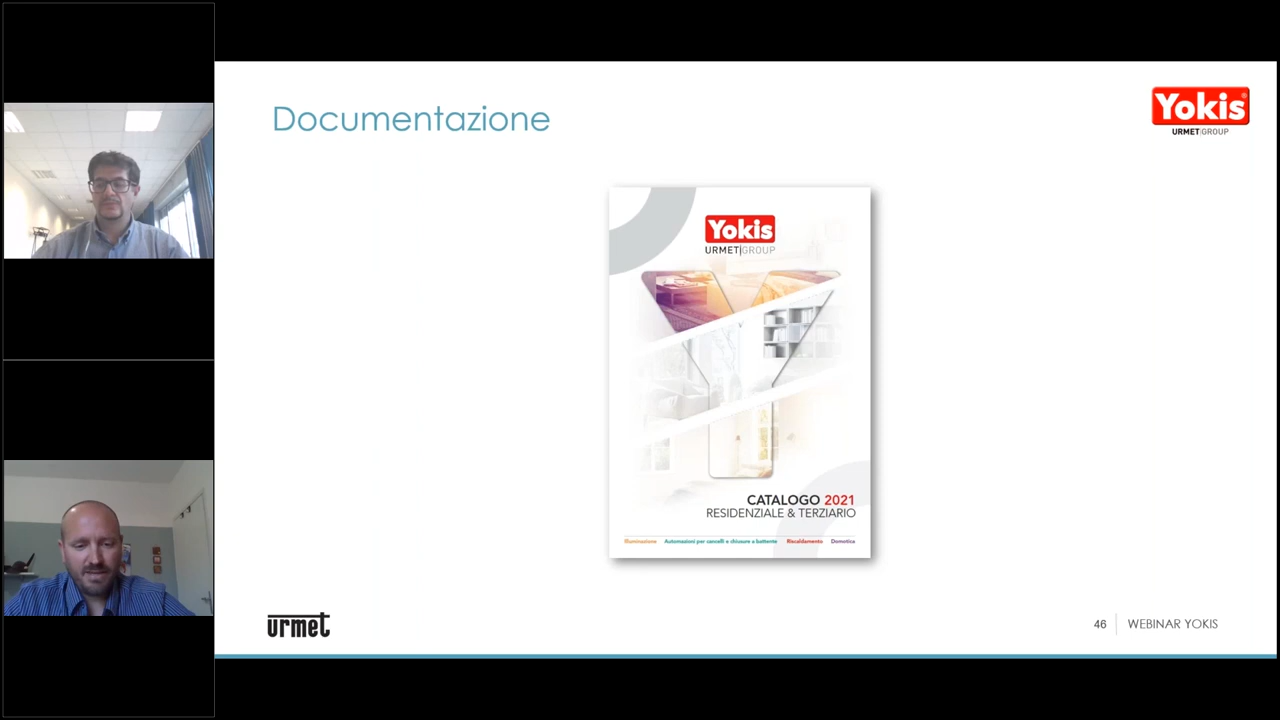 Documentazione
Yokis
URMET|GROUP
Yokis
URMET|GROUP
CATALOGO 2021
RESIDENZIALE & TERZIARIO
Illuminazione Automazioni per cancelli e chiusure a battente Riscaldamento Domotica
urmet
46 WEBINAR YOKIS